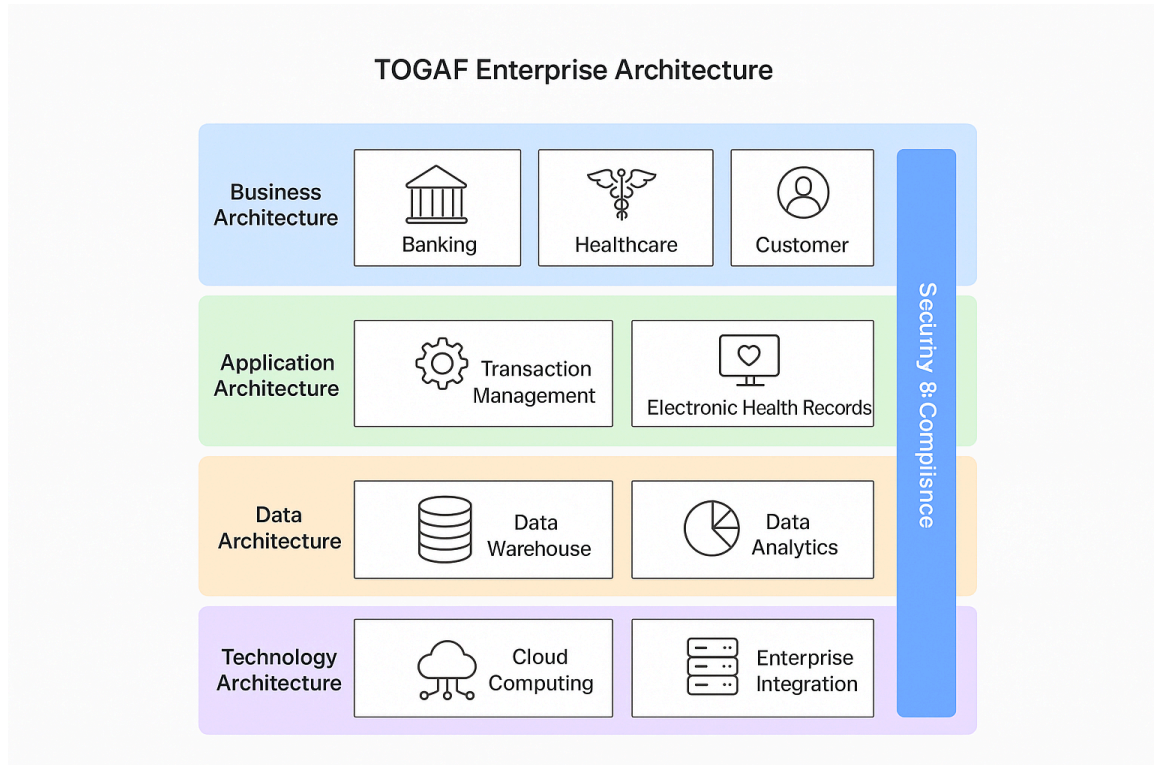 TOGAF Enterprise Architecture
Business
Architecture
Banking
Healthcare
Customer
Application
Architecture
Transaction
Management
Electronic Health Records
Data
Architecture
Data
Warehouse
Data
Analytics
Technology
Architecture
Cloud
Computing
Enterprise
Integration
Securihy 8: Compiisnce